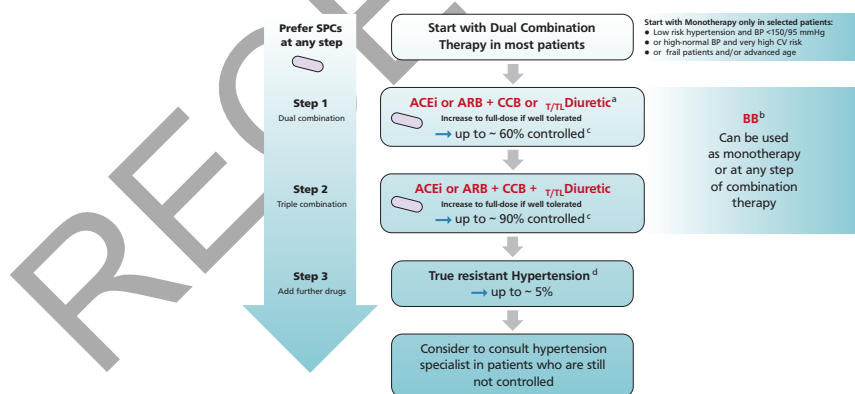 Prefer SPCs
at any step
Start with Dual Combination
Therapy in most patients
Start with Monotherapy only in selected patients:
● Low risk hypertension and BP <150/95 mmHg
● or high-normal BP and very high CV risk
● or frail patients and/or advanced age
Step 1
Dual combination
ACEi or ARB + CCB or T/TLDiuretic a
Increase to full-dose if well tolerated
→ up to ~ 60% controlled c
BB b
Can be used
as monotherapy
or at any step
of combination
therapy
Step 2
Triple combination
ACEi or ARB + CCB + T/TLDiuretic
Increase to full-dose if well tolerated
→ up to ~ 90% controlled c
Step 3
Add further drugs
True resistant Hypertension d
→ up to ~ 5%
Consider to consult hypertension
specialist in patients who are still
not controlled